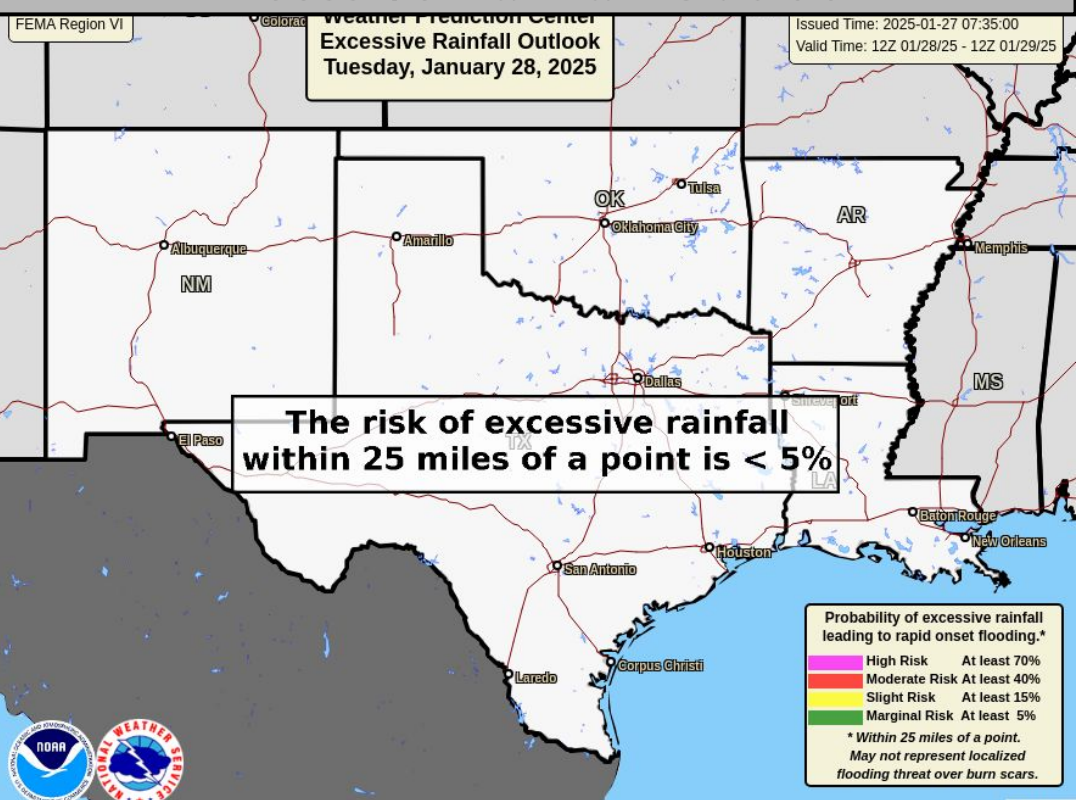 FEMA Region VI
Colorad
Weather Prediction Center
Excessive Rainfall Outlook
Tuesday, January 28, 2025
Issued Time: 2025-01-27 07:35:00
Valid Time: 12Z 01/28/25 - 12Z 01/29/25
Tulsa
OK
AR
Oklahoma City
Amarillo
Albuquerque
Memphis
NM
Dallas
MS
Shreveport
The risk of excessive rainfall
El Paso
TX
within 25 miles of a point is < 5%
LA
Baton Rouge
New Orleans
Houston
San Antonio
Corpus Christi
Laredo
Probability of excessive rainfall
leading to rapid onset flooding.*
High Risk At least 70%
Moderate Risk At least 40%
Slight Risk At least 15%
Marginal Risk At least 5%
* Within 25 miles of a point.
May not represent localized
flooding threat over burn scars.
NOAA
NATIONAL WEATHER SERVICE